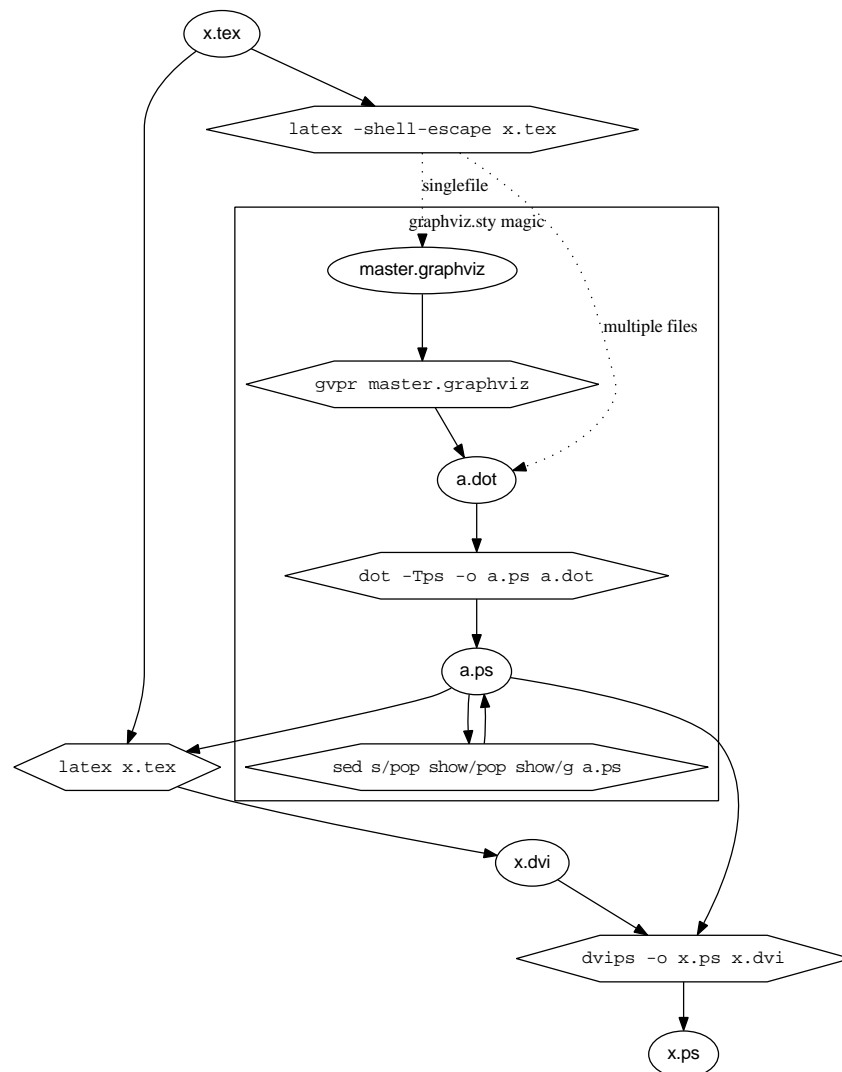 x.tex
latex -shell-escape x.tex
singlefile
graphviz.sty magic
master.graphviz
multiple files
gvpr master.graphviz
a.dot
dot -Tps -o a.ps a.dot
a.ps
latex x.tex
sed s/pop show/pop show/g a.ps
x.dvi
dvips -o x.ps x.dvi
x.ps